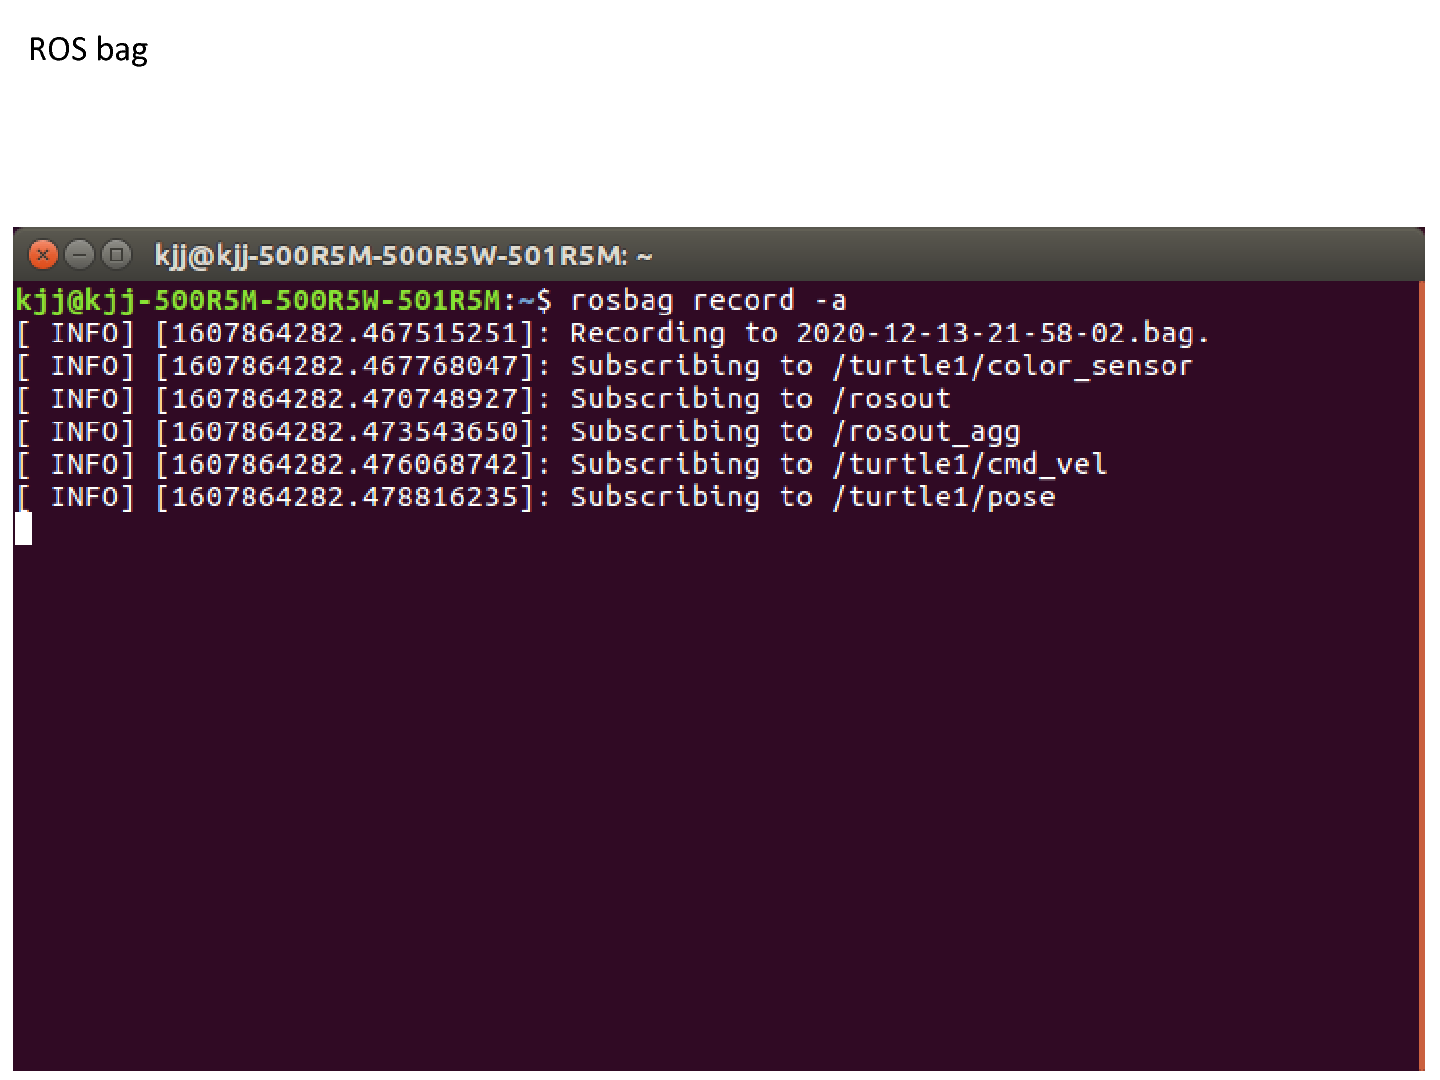 ROS bag
kjj@kjj-500R5M-500R5W-501R5M: ~
kjj@kjj-500R5M-500R5W-501R5M:~$ rosbag record -a
[ INFO] [1607864282.467515251]: Recording to 2020-12-13-21-58-02.bag.
[ INFO] [1607864282.467768047]: Subscribing to /turtle1/color_sensor
[ INFO] [1607864282.470748927]: Subscribing to /rosout
[ INFO] [1607864282.473543650]: Subscribing to /rosout_agg
[ INFO] [1607864282.476068742]: Subscribing to /turtle1/cmd_vel
[ INFO] [1607864282.478816235]: Subscribing to /turtle1/pose